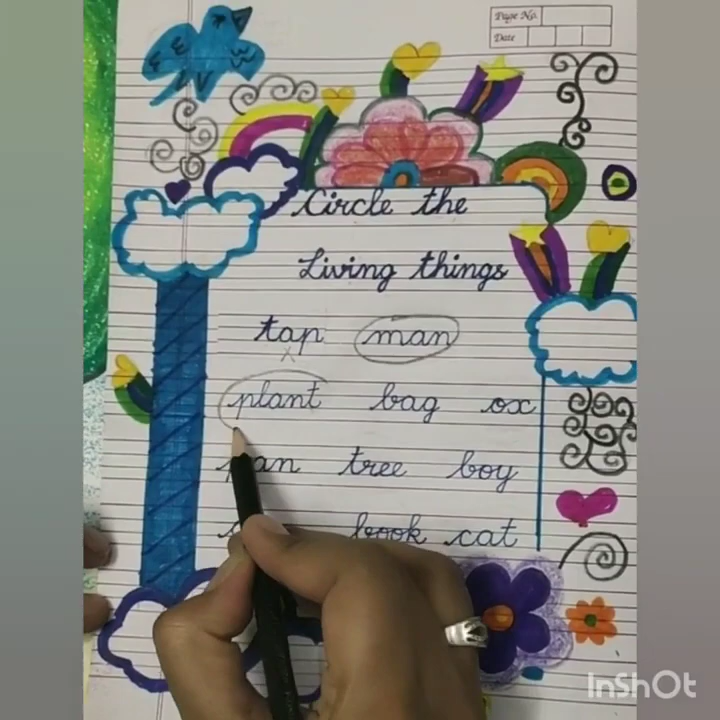 Page No.
Date
Circle the
Living things
tap man
plant bag ox
tree boy
book cat
InShOt